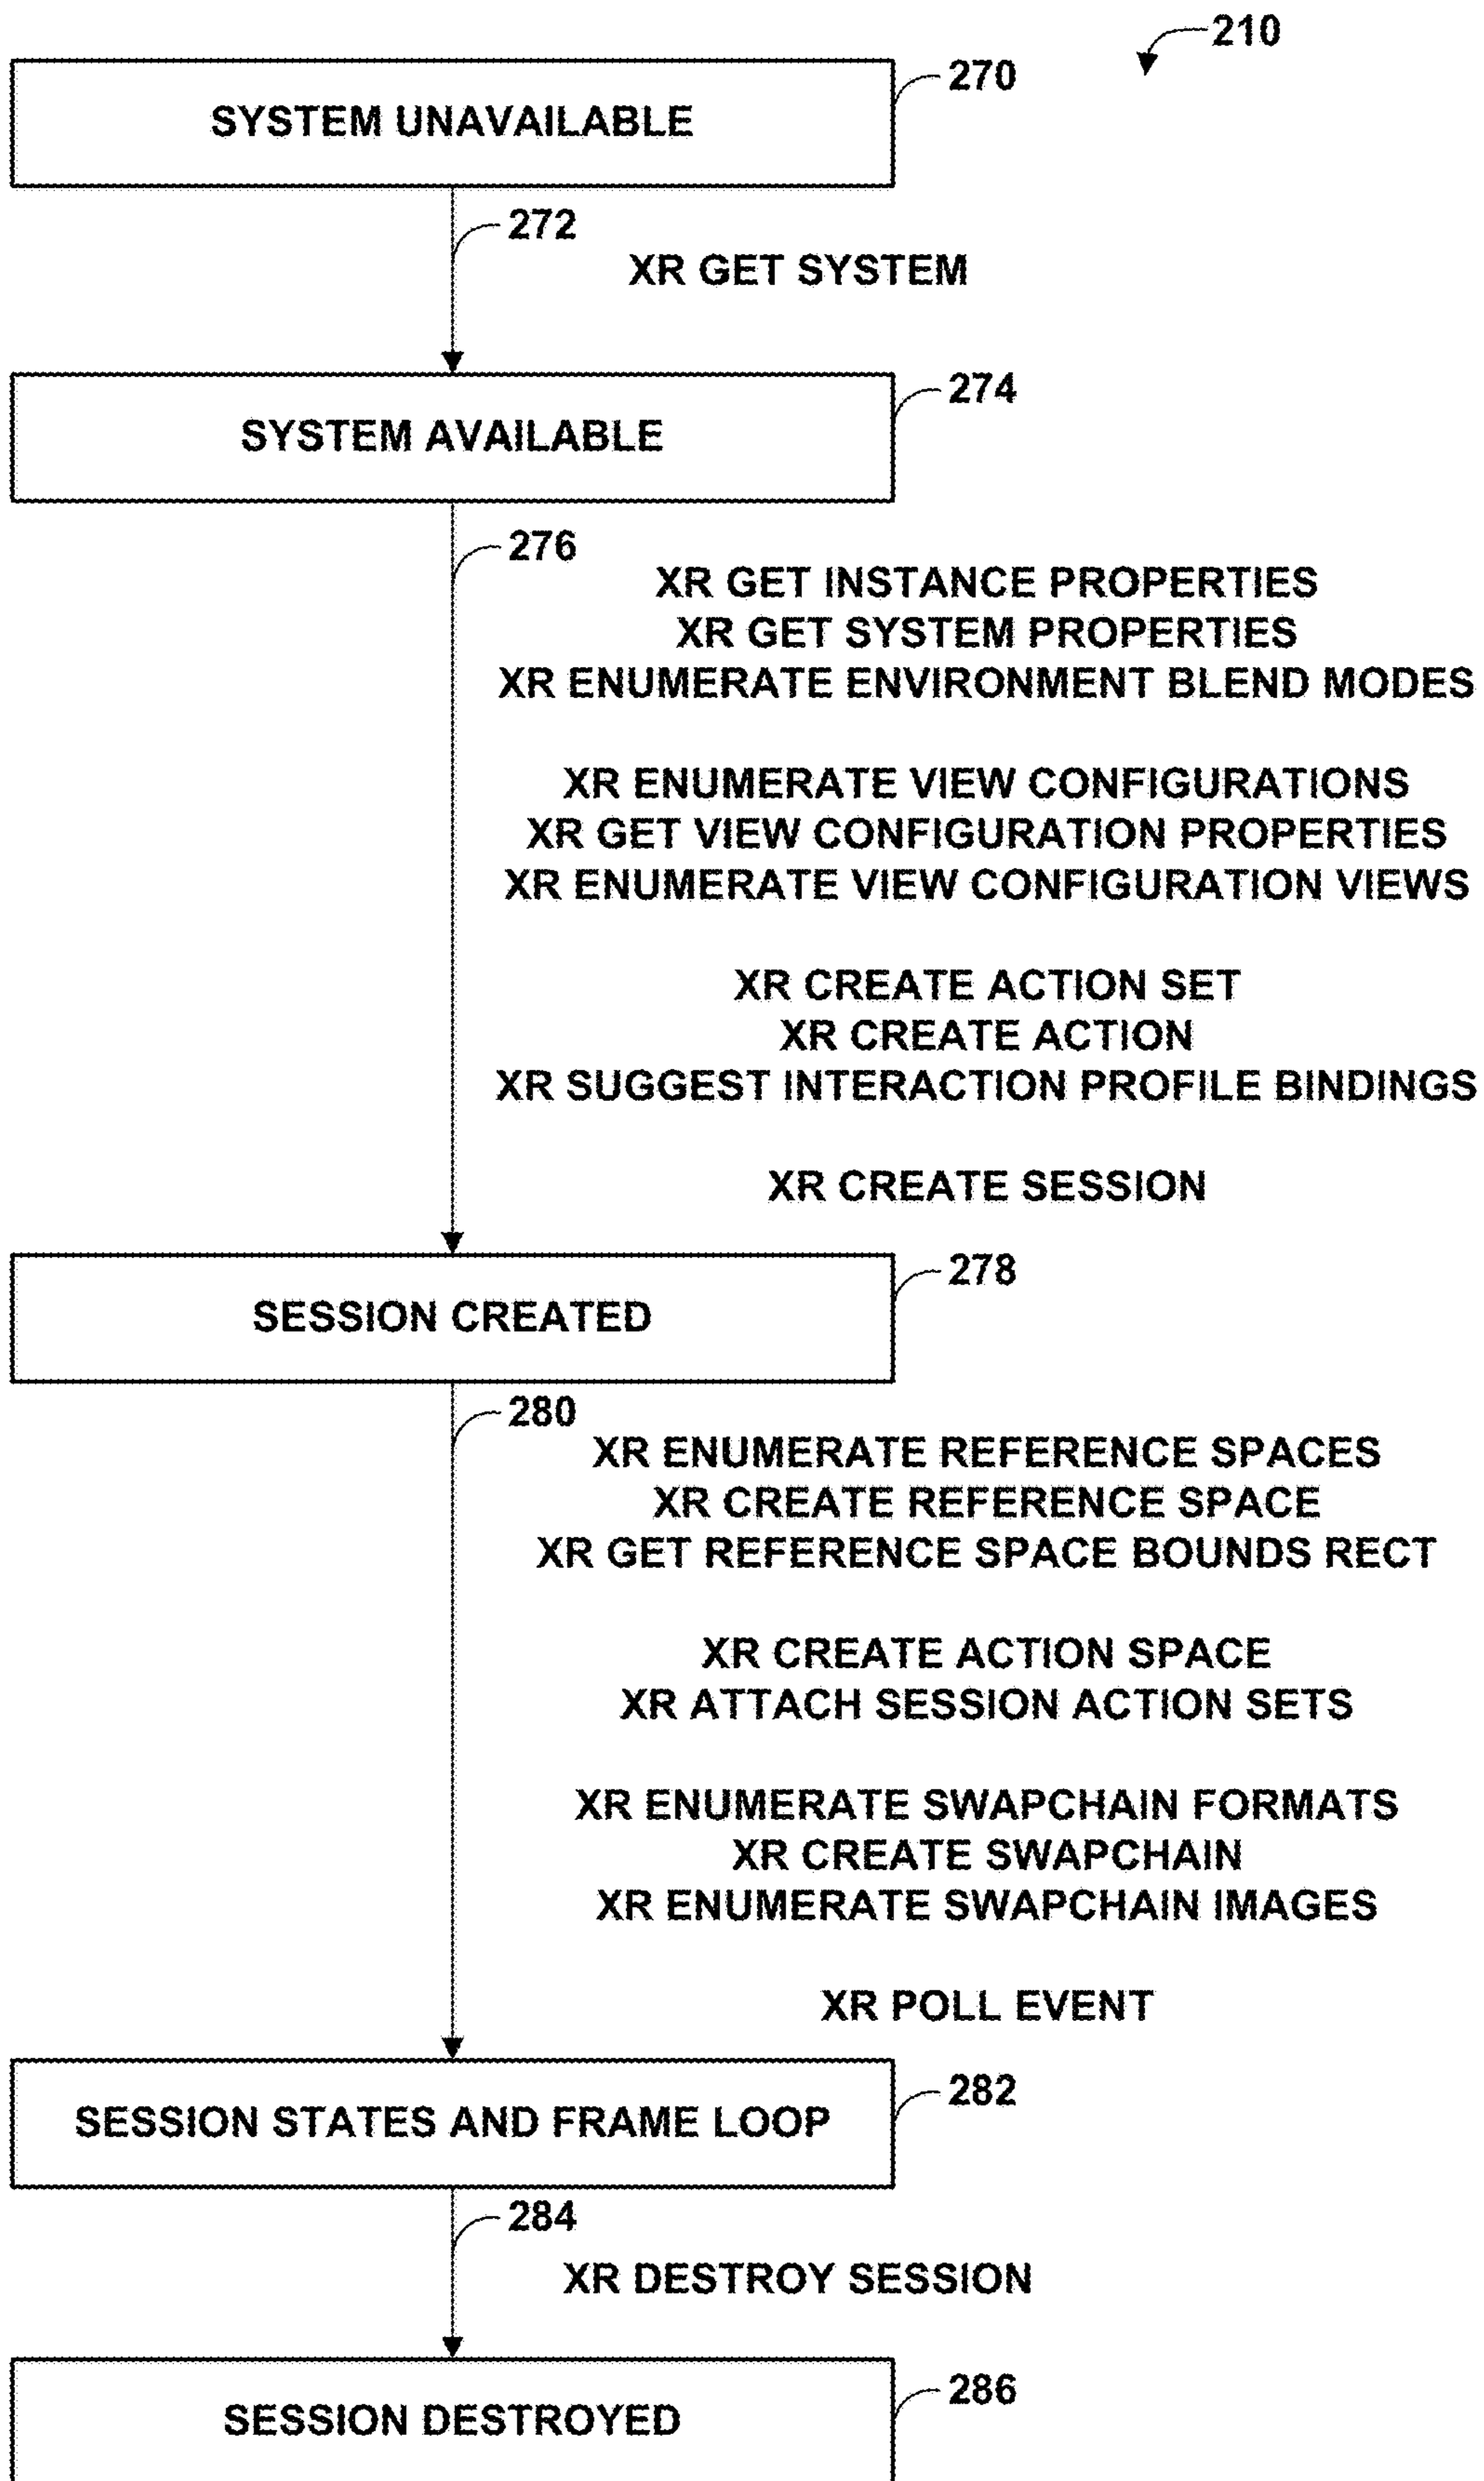 210
SYSTEM UNAVAILABLE
270
272
XR GET SYSTEM
SYSTEM AVAILABLE
274
276
XR GET INSTANCE PROPERTIES
XR GET SYSTEM PROPERTIES
XR ENUMERATE ENVIRONMENT BLEND MODES
XR ENUMERATE VIEW CONFIGURATIONS
XR GET VIEW CONFIGURATION PROPERTIES
XR ENUMERATE VIEW CONFIGURATION VIEWS
XR CREATE ACTION SET
XR CREATE ACTION
XR SUGGEST INTERACTION PROFILE BINDINGS
XR CREATE SESSION
SESSION CREATED
278
280
XR ENUMERATE REFERENCE SPACES
XR CREATE REFERENCE SPACE
XR GET REFERENCE SPACE BOUNDS RECT
XR CREATE ACTION SPACE
XR ATTACH SESSION ACTION SETS
XR ENUMERATE SWAPCHAIN FORMATS
XR CREATE SWAPCHAIN
XR ENUMERATE SWAPCHAIN IMAGES
XR POLL EVENT
SESSION STATES AND FRAME LOOP
282
284
XR DESTROY SESSION
SESSION DESTROYED
286